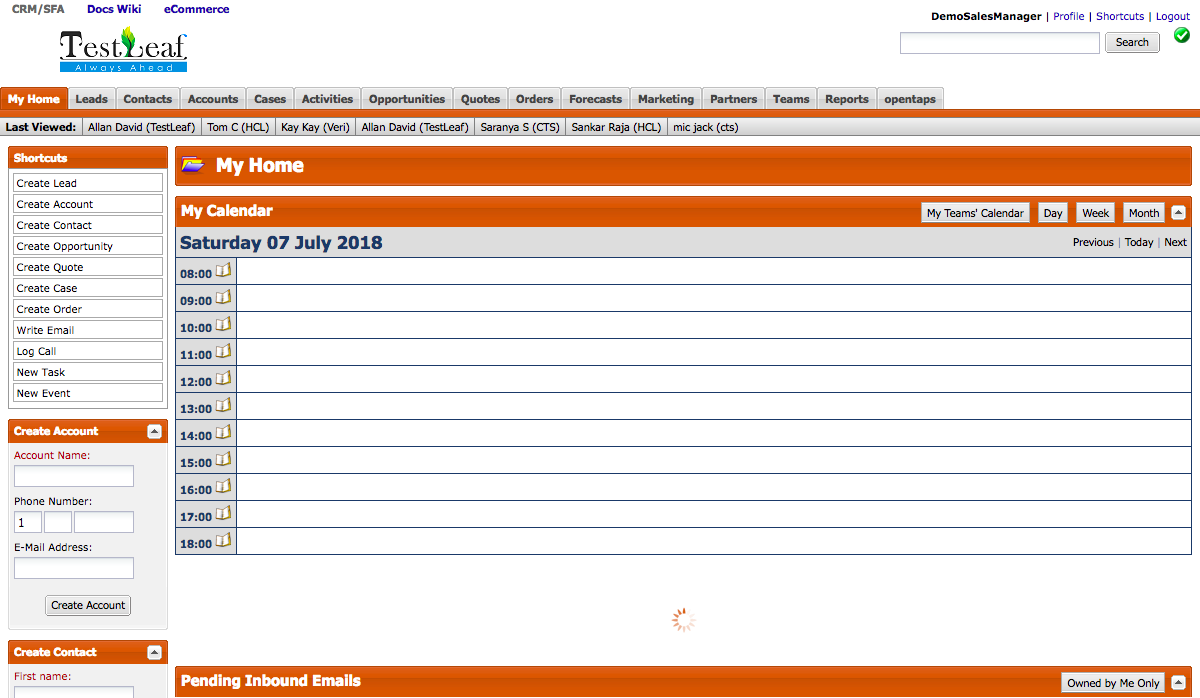 CRM/SFA Docs Wiki eCommerce
DemoSalesManager | Profile | Shortcuts | Logout
TestLeaf
Always Ahead
Search
My Home Leads Contacts Accounts Cases Activities Opportunities Quotes Orders Forecasts Marketing Partners Teams Reports opentaps
Last Viewed: Allan David (TestLeaf) Tom C (HCL) Kay Kay (Veri) Allan David (TestLeaf) Saranya S (CTS) Sankar Raja (HCL) mic jack (cts)
Shortcuts
Create Lead
Create Account
Create Contact
Create Opportunity
Create Quote
Create Case
Create Order
Write Email
Log Call
New Task
New Event
Create Account
Account Name:
Phone Number:
1
E-Mail Address:
Create Account
Create Contact
First name:
My Home
My Calendar
My Teams' Calendar Day Week Month
Saturday 07 July 2018
Previous | Today | Next
08:00
09:00
10:00
11:00
12:00
13:00
14:00
15:00
16:00
17:00
18:00
Pending Inbound Emails
Owned by Me Only